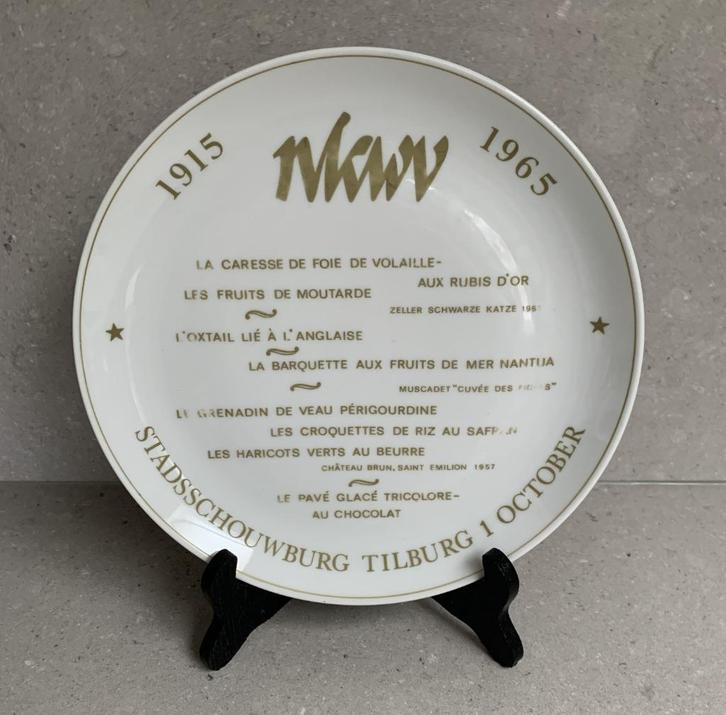 1915
1965
nkwv
LA CARESSE DE FOIE DE VOLAILLE-
AUX RUBIS D'OR
LES FRUITS DE MOUTARDE
ZELLER SCHWARZE KATZE
L'OXTAIL LIÉ À L'ANGLAISE
LA BARQUETTE AUX FRUITS DE MER NANTUA
MUSCADET "CUVÉE DES
LE GRENADIN DE VEAU PÉRIGOURDINE
LES CROQUETTES DE RIZ AU SAFRAN
LES HARICOTS VERTS AU BEURRE
CHÂTEAU BRUN, SAINT EMILION 1957
LE PAVÉ GLACÉ TRICOLORE-
AU CHOCOLAT
STADSSCHOUWBURG TILBURG 1 OCTOBER